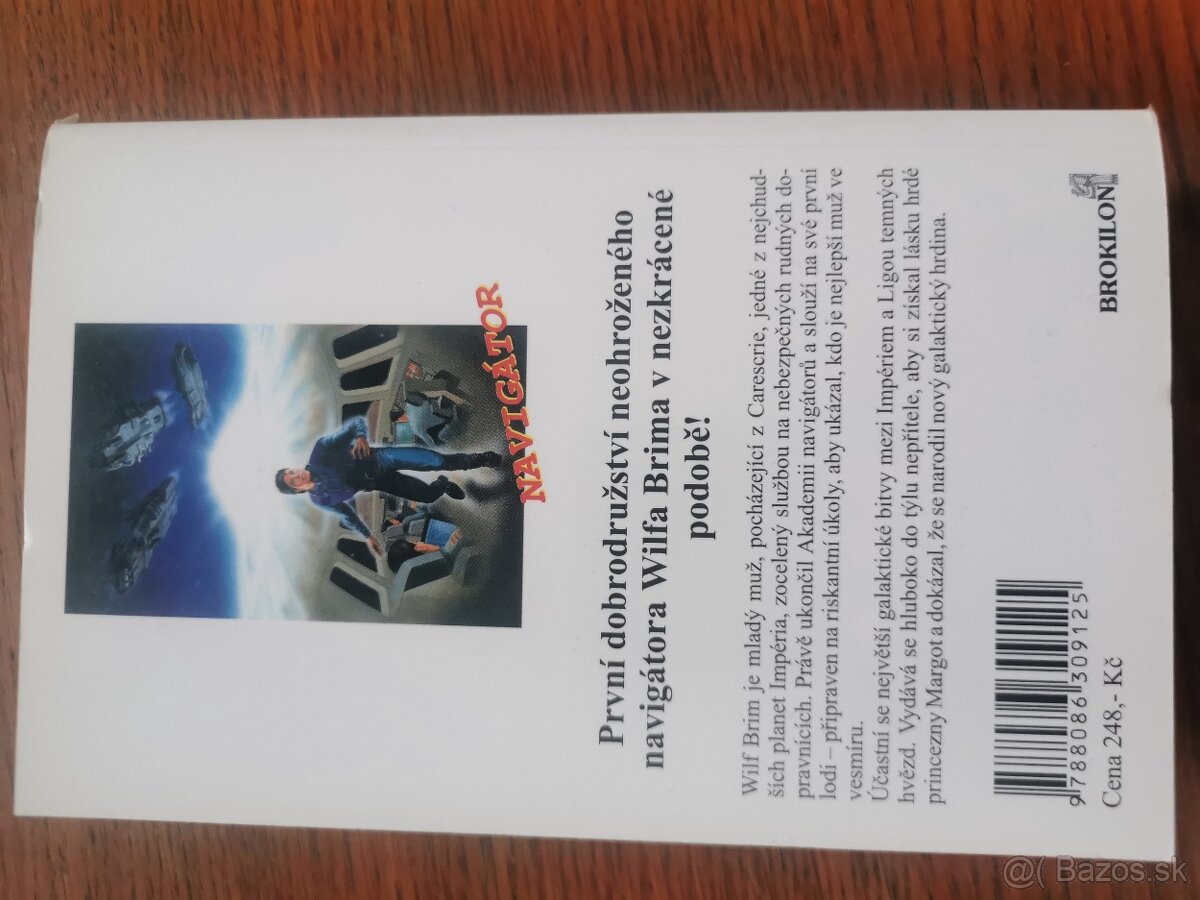 NAVIGÁTOR
První dobrodružství neohroženého
navigátora Wilfa Brima v nezkrácené
podobě!
Wilf Brim je mladý muž, pocházející z Carescrie, jedné z nejchud-
ších planet Impéria, zocelený službou na nebezpečných rudných do-
pravnících. Právě ukončil Akademii navigátorů a slouží na své první
lodi – připraven na riskantní úkoly, aby ukázal, kdo je nejlepší muž ve
vesmíru.
Účastní se největší galaktické bitvy mezi Impériem a Ligou temných
hvězd. Vydává se hluboko do týlu nepřítele, aby si získal lásku hrdé
princezny Margot a dokázal, že se narodil nový galaktický hrdina.
9788086309125
Cena 248,- Kč
BROKILON
@( Bazos.sk